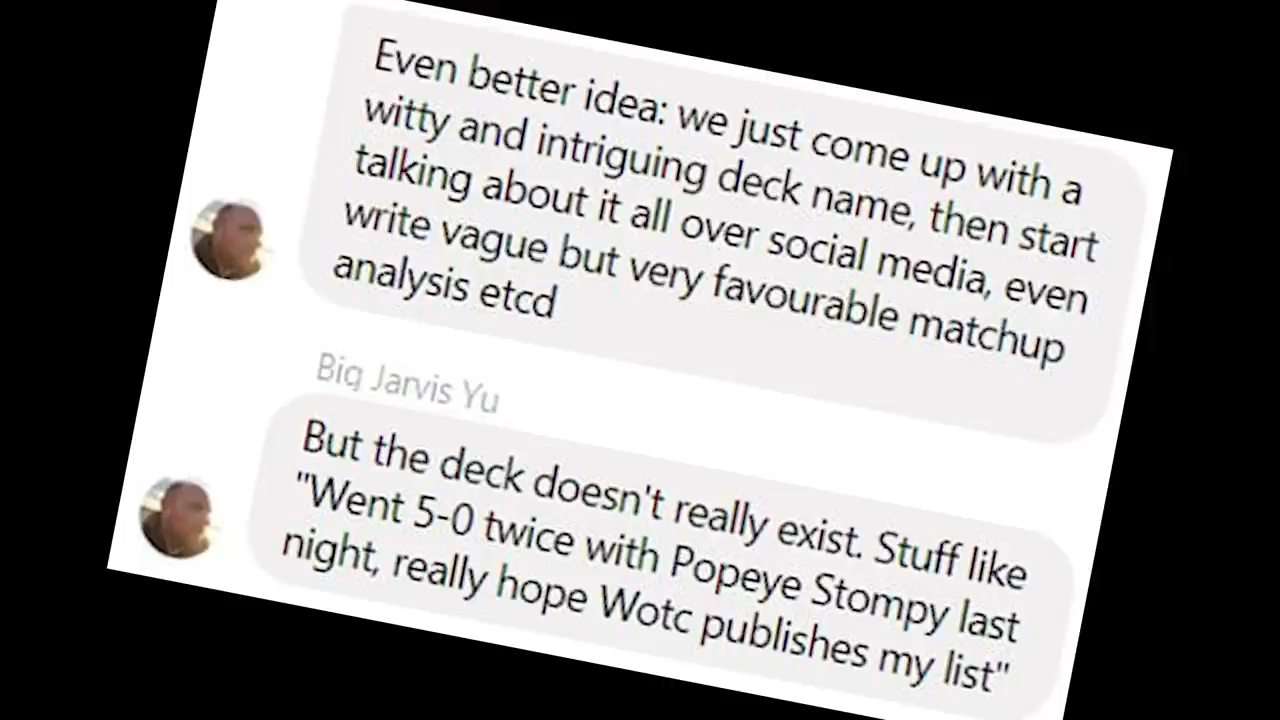 Even better idea: we just come up with a
witty and intriguing deck name, then start
talking about it all over social media, even
write vague but very favourable matchup
analysis etcd
Big Jarvis Yu
But the deck doesn't really exist. Stuff like
"Went 5-0 twice with Popeye Stompy last
night, really hope Wotc publishes my list"